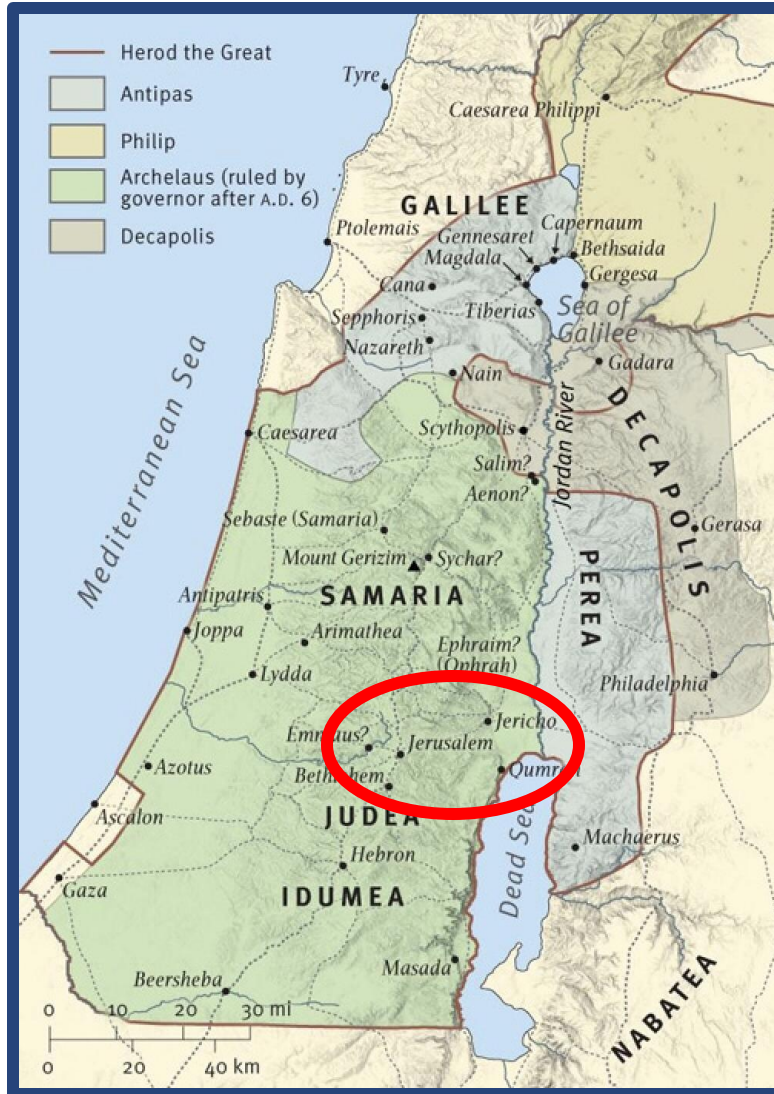 Herod the Great
Antipas
Philip
Archelaus (ruled by
governor after A.D. 6)
Decapolis
Tyre
Caesarea Philippi
GALILEE
Ptolemais
Capernaum
Gennesaret
Bethsaida
Magdala
Gergesa
Cana
Tiberias
Sea of
Galilee
Sepphoris
Nazareth
Gadara
Nain
DECAPOLIS
Mediterranean Sea
Caesarea
Scythopolis
Jordan River
Salim?
Aenon?
Sebaste (Samaria)
Gerasa
Mount Gerizim
Sychar?
PEREA
Antipatris
SAMARIA
Joppa
Arimathea
Ephraim?
(Ophrah)
Lydda
Philadelphia
Jericho
Emmaus?
Jerusalem
Azotus
Bethlehem
Qumran
Ascalon
JUDEA
Dead Sea
Machaerus
Hebron
Gaza
IDUMEA
Masada
Beersheba
NABATEA
0 10 20 30 mi
0 20 40 km